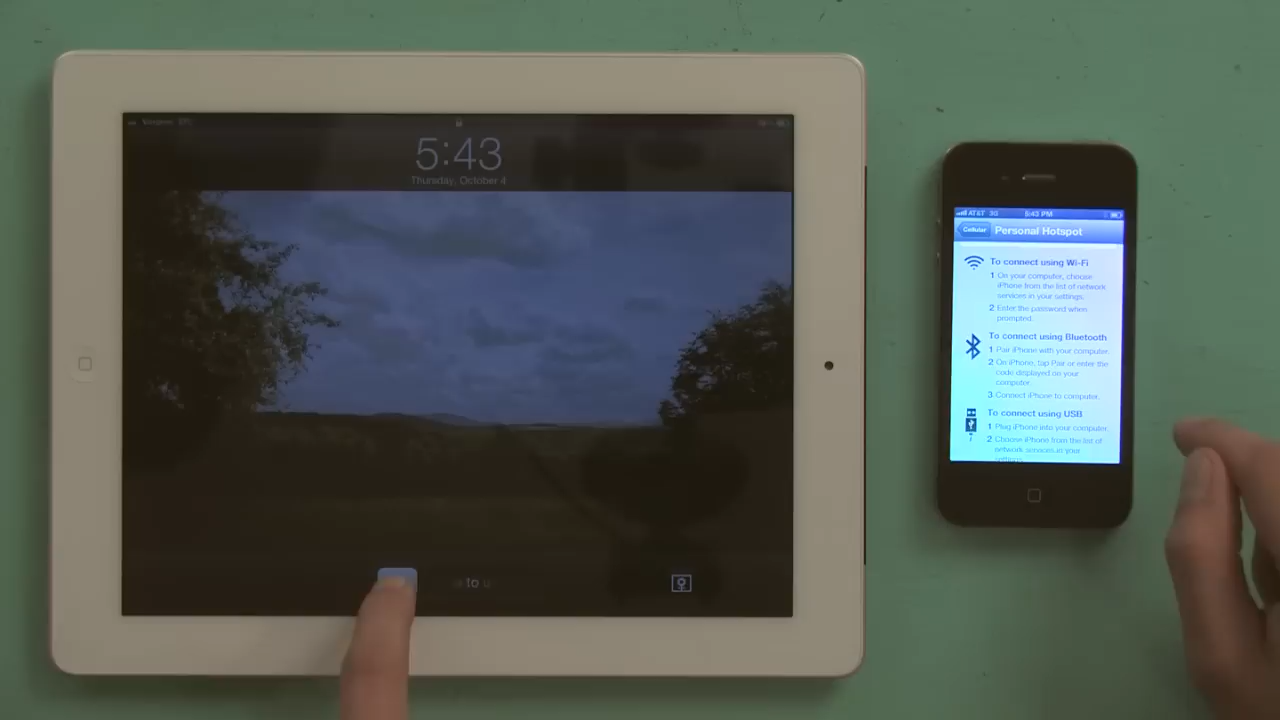 Verizon
5:43
Thursday, October 4
to
AT&T 3G 5:43 PM
Cellular Personal Hotspot
To connect using Wi-Fi
1 On your computer, choose
iPhone from the list of network
services in your settings.
2 Enter the password when
prompted.
To connect using Bluetooth
1 Pair iPhone with your computer.
2 On iPhone, tap Pair or enter the
code displayed on your
computer.
3 Connect iPhone to computer.
To connect using USB
1 Plug iPhone into your computer.
2 Choose iPhone from the list of
network services in your
settings.